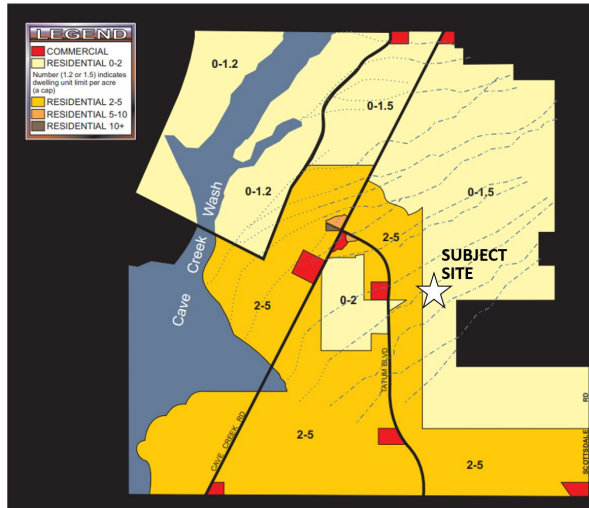 LEGEND
COMMERCIAL
RESIDENTIAL 0-2
Number (1.2 or 1.5) indicates
dwelling unit limit per acre
(a cap)
RESIDENTIAL 2-5
RESIDENTIAL 5-10
RESIDENTIAL 10+
0-1.2
0-1.5
0-1.2
0-1.5
Cave Creek Wash
2-5
SUBJECT
SITE
2-5
0-2
TATUM BLVD
CAVE CREEK RD
2-5
2-5
SCOTTSDALE RD